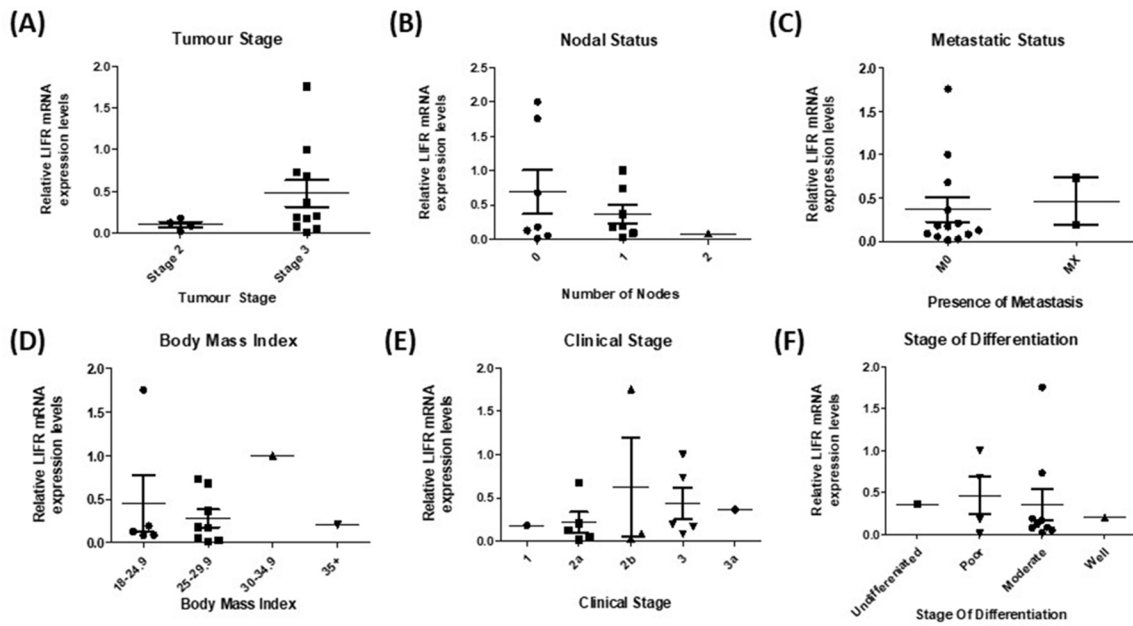 (A)
Tumour Stage
Relative LIFR mRNA
expression levels
2.0
1.5
1.0
0.5
0.0
Stage 2
Stage 3
Tumour Stage
(B)
Nodal Status
Relative LIFR mRNA
expression levels
2.5
2.0
1.5
1.0
0.5
0.0
0
1
2
Number of Nodes
(C)
Metastatic Status
Relative LIFR mRNA
expression levels
2.0
1.5
1.0
0.5
0.0
M0
MX
Presence of Metastasis
(D)
Body Mass Index
Relative LIFR mRNA
expression levels
2.0
1.5
1.0
0.5
0.0
18-24.9
25-29.9
30-34.9
35+
Body Mass Index
(E)
Clinical Stage
Relative LIFR mRNA
expression levels
2.0
1.5
1.0
0.5
0.0
1
2a
2b
3
3a
Clinical Stage
(F)
Stage of Differentiation
Relative LIFR mRNA
expression levels
2.0
1.5
1.0
0.5
0.0
Undiffereniated
Poor
Moderate
Well
Stage Of Differentiation